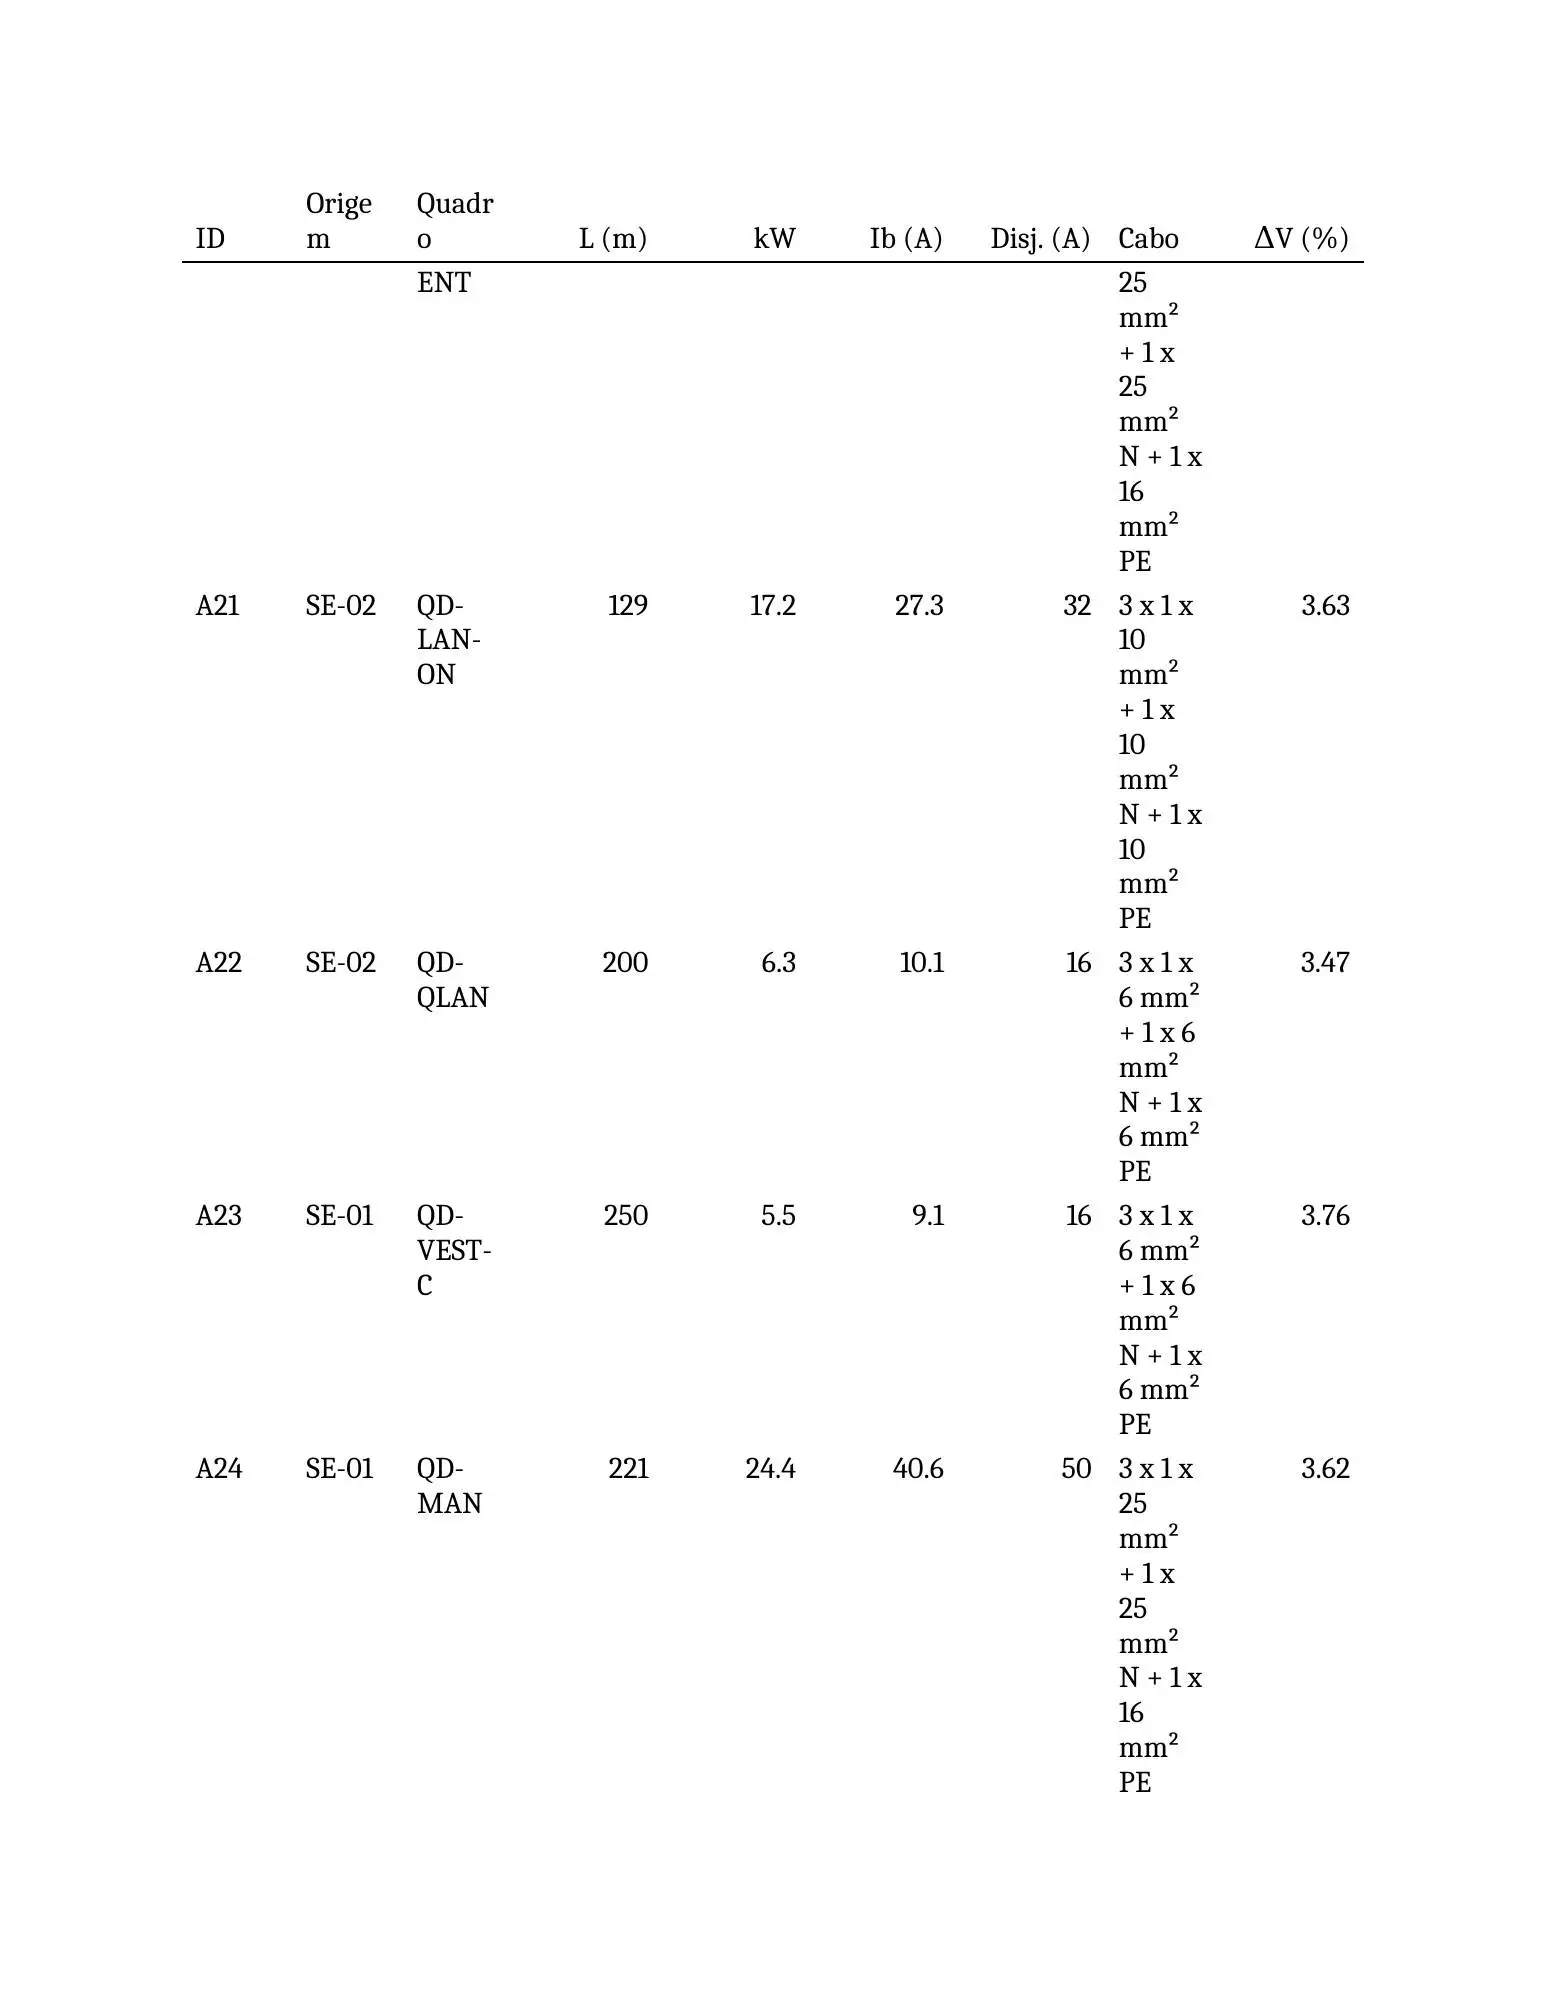 ID Orige
m Quadr
o L (m) kW Ib (A) Disj. (A) Cabo ΔV (%)
ENT 25
mm²
+ 1 x
25
mm²
N + 1 x
16
mm²
PE
A21 SE-02 QD- 129 17.2 27.3 32 3 x 1 x 3.63
LAN- 10
ON mm²
+ 1 x
10
mm²
N + 1 x
10
mm²
PE
A22 SE-02 QD- 200 6.3 10.1 16 3 x 1 x 3.47
QLAN 6 mm²
+ 1 x 6
mm²
N + 1 x
6 mm²
PE
A23 SE-01 QD- 250 5.5 9.1 16 3 x 1 x 3.76
VEST- 6 mm²
C + 1 x 6
mm²
N + 1 x
6 mm²
PE
A24 SE-01 QD- 221 24.4 40.6 50 3 x 1 x 3.62
MAN 25
mm²
+ 1 x
25
mm²
N + 1 x
16
mm²
PE